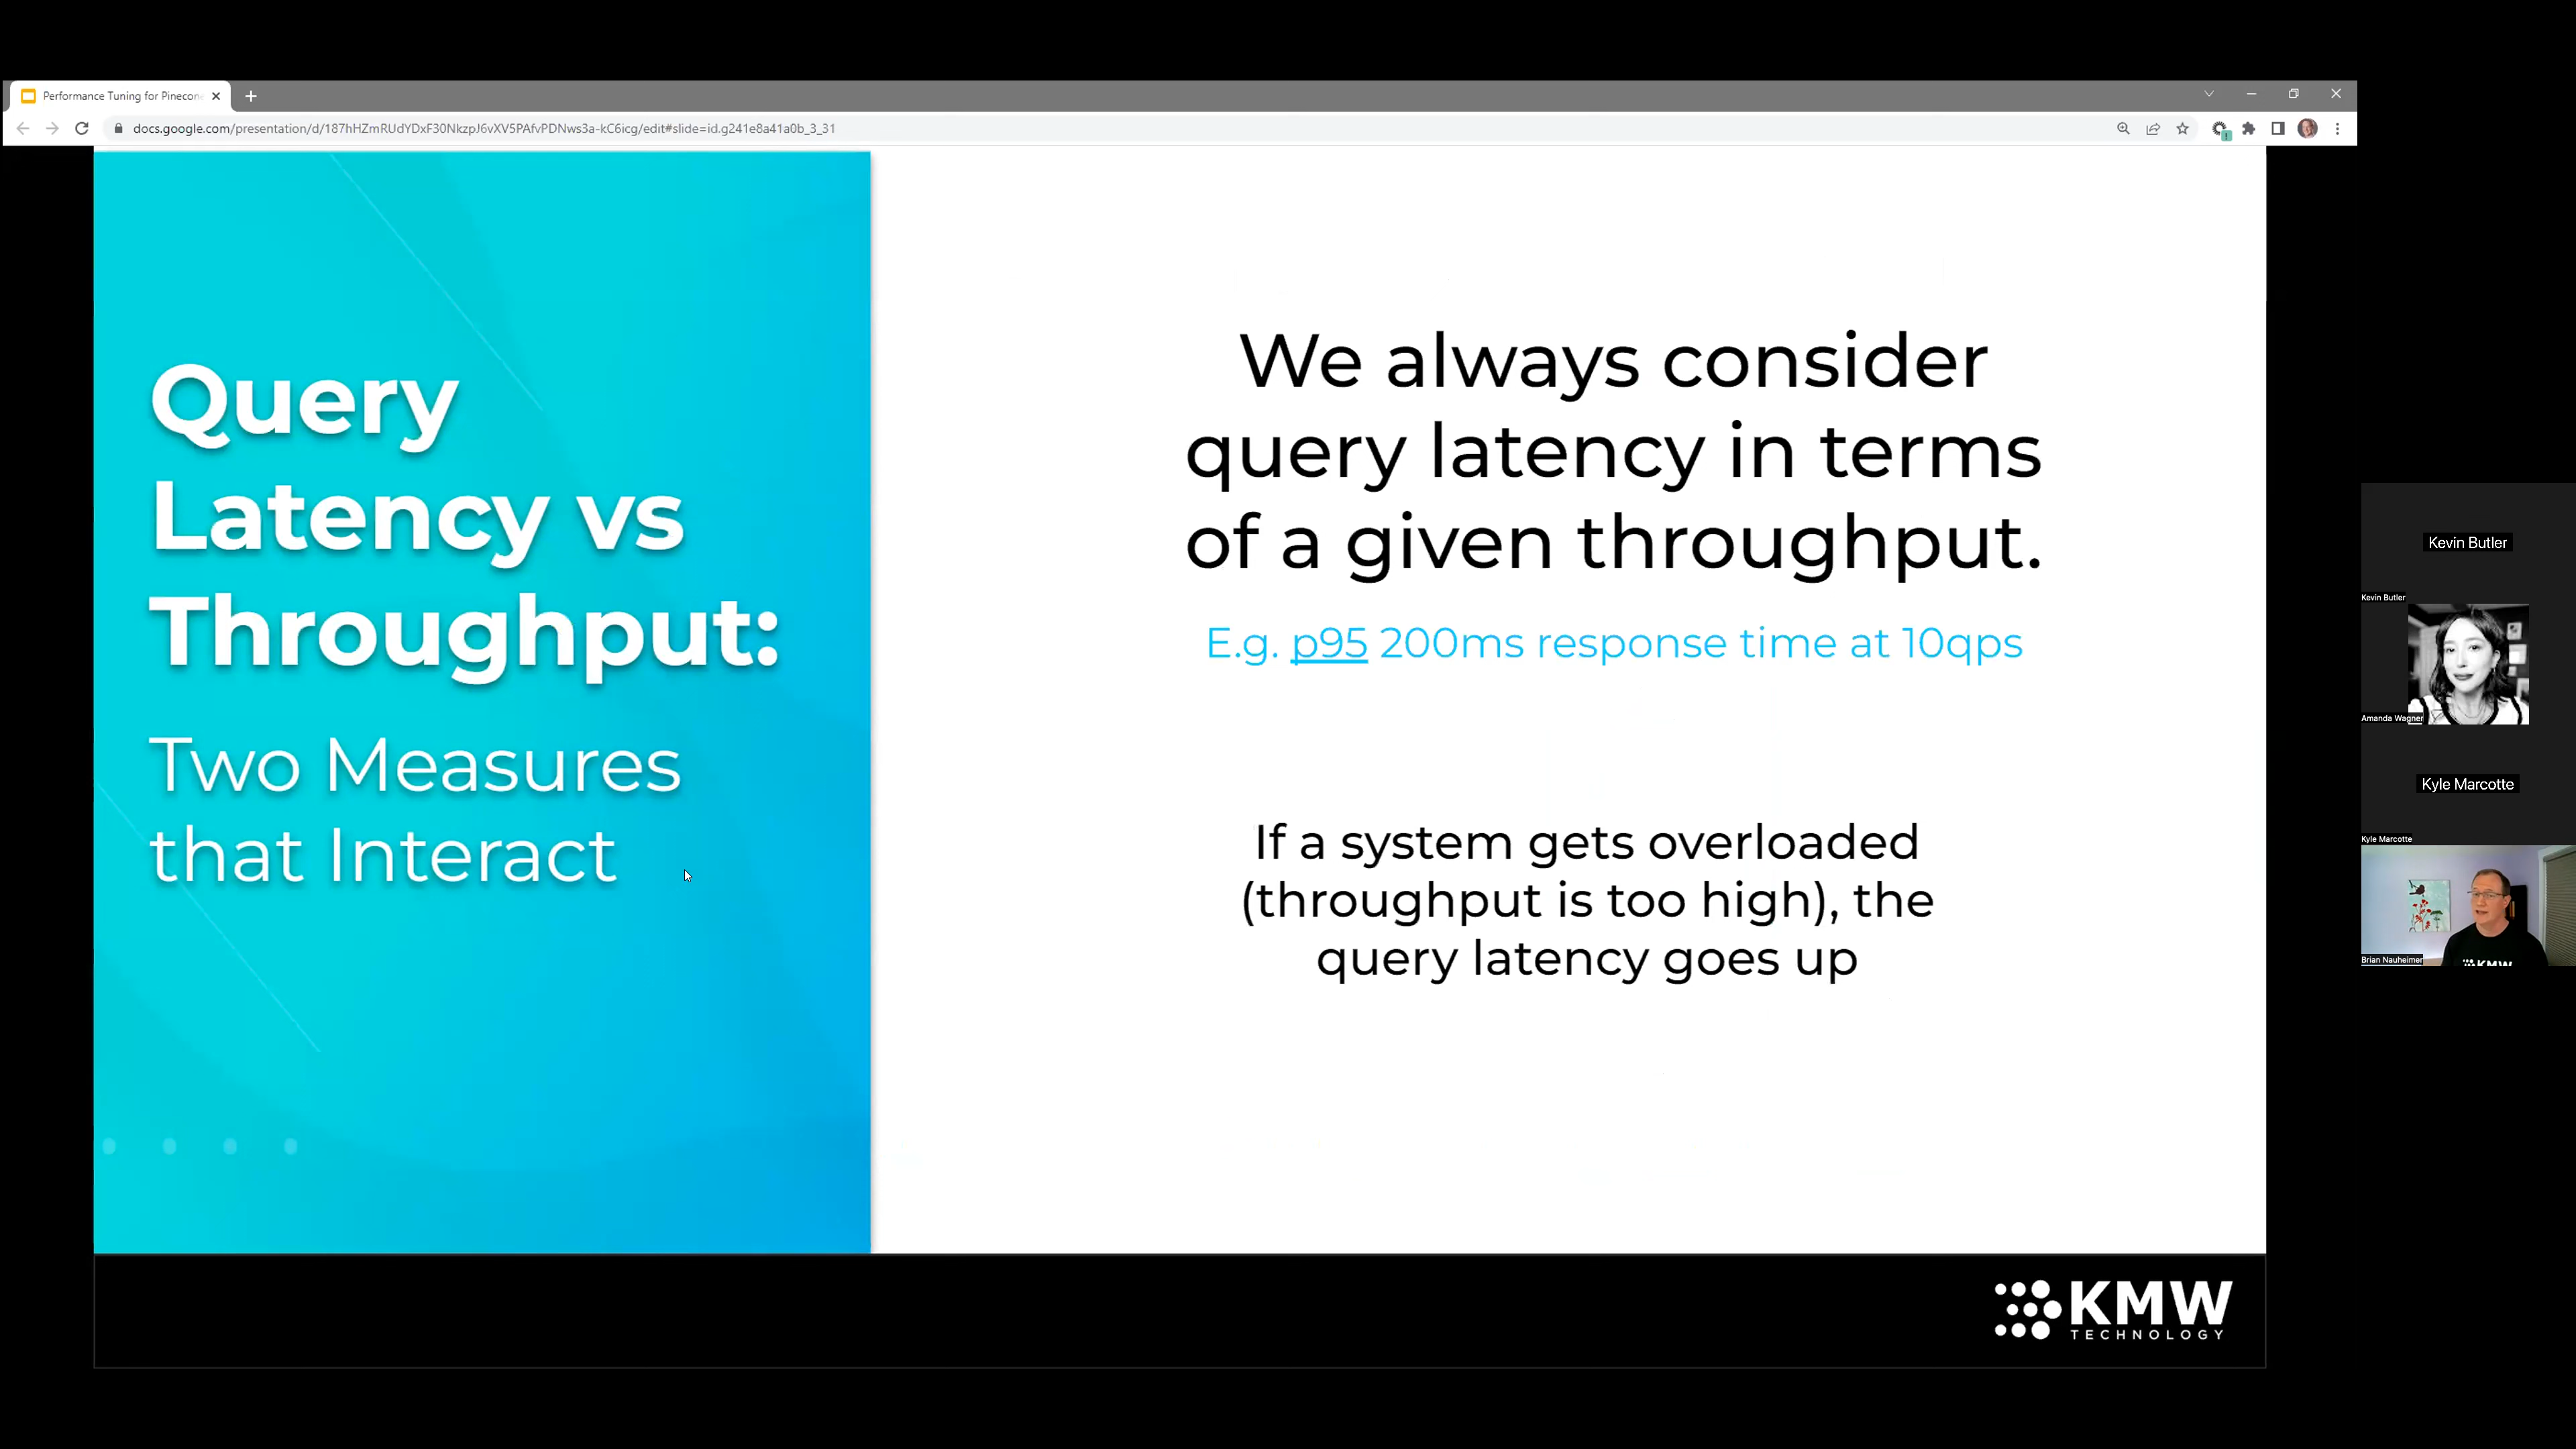 Performance Tuning for Pinecon
docs.google.com/presentation/d/187hHZmRUdYDxF30NkzpJ6vXV5PAfvPDNws3a-kC6icg/edit#slide=id.g241e8a41a0b_3_31
Query
Latency vs
Throughput:
Two Measures
that Interact
We always consider
query latency in terms
of a given throughput.
E.g. p95 200ms response time at 10qps
If a system gets overloaded
(throughput is too high), the
query latency goes up
KMW
TECHNOLOGY
Kevin Butler
Kevin Butler
Amanda Wagner
Kyle Marcotte
Kyle Marcotte
KMW
Brian Nauheimer